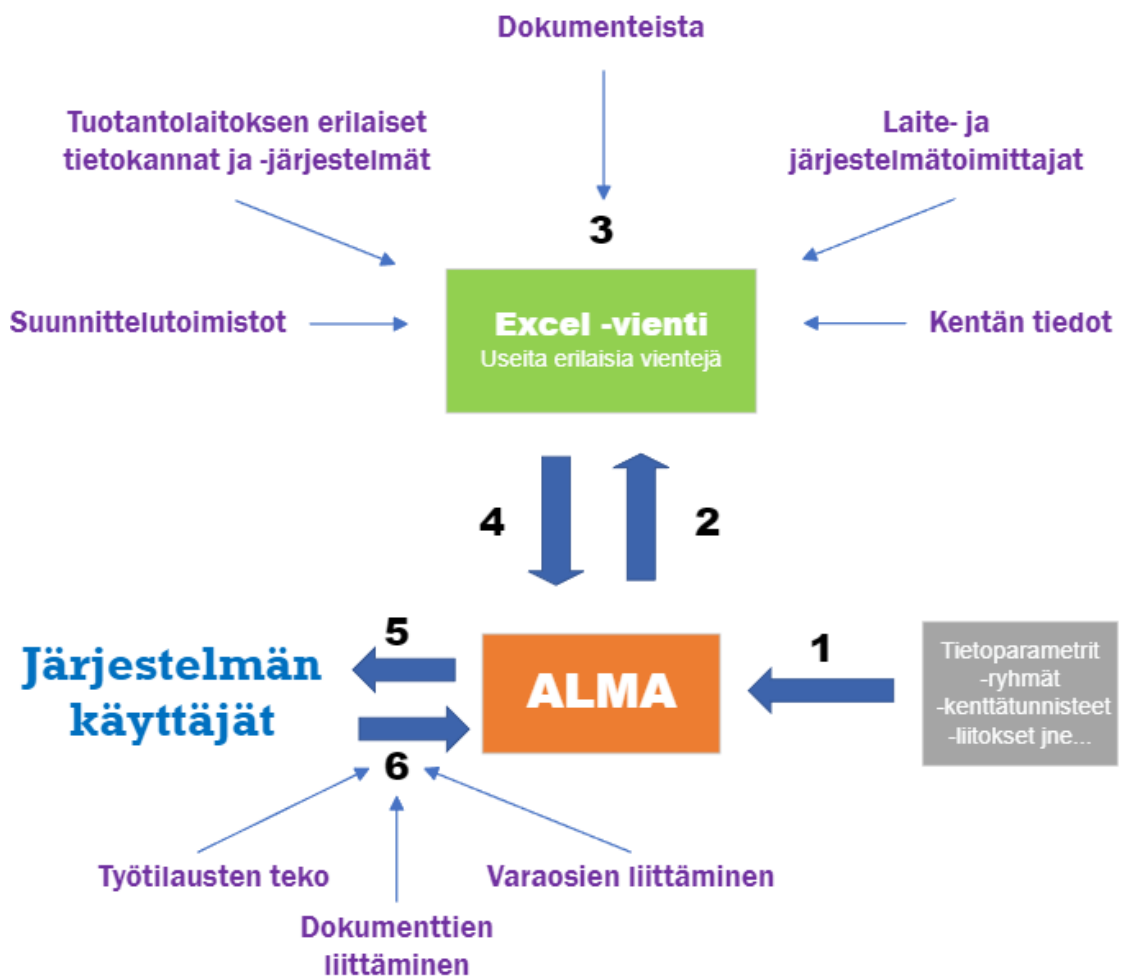 Dokumenteista
Tuotantolaitoksen erilaiset
tietokannat ja -järjestelmät
Laite- ja
järjestelmätoimittajat
3
Suunnittelutoimistot
Excel -vienti
Useita erilaisia vientejä
Kentän tiedot
4
2
5
1
Järjestelmän
käyttäjät
ALMA
Tietoparametrit
-ryhmät
-kenttätunnisteet
-liitokset jne...
6
Työtilausten teko
Varaosien liittäminen
Dokumenttien
liittäminen